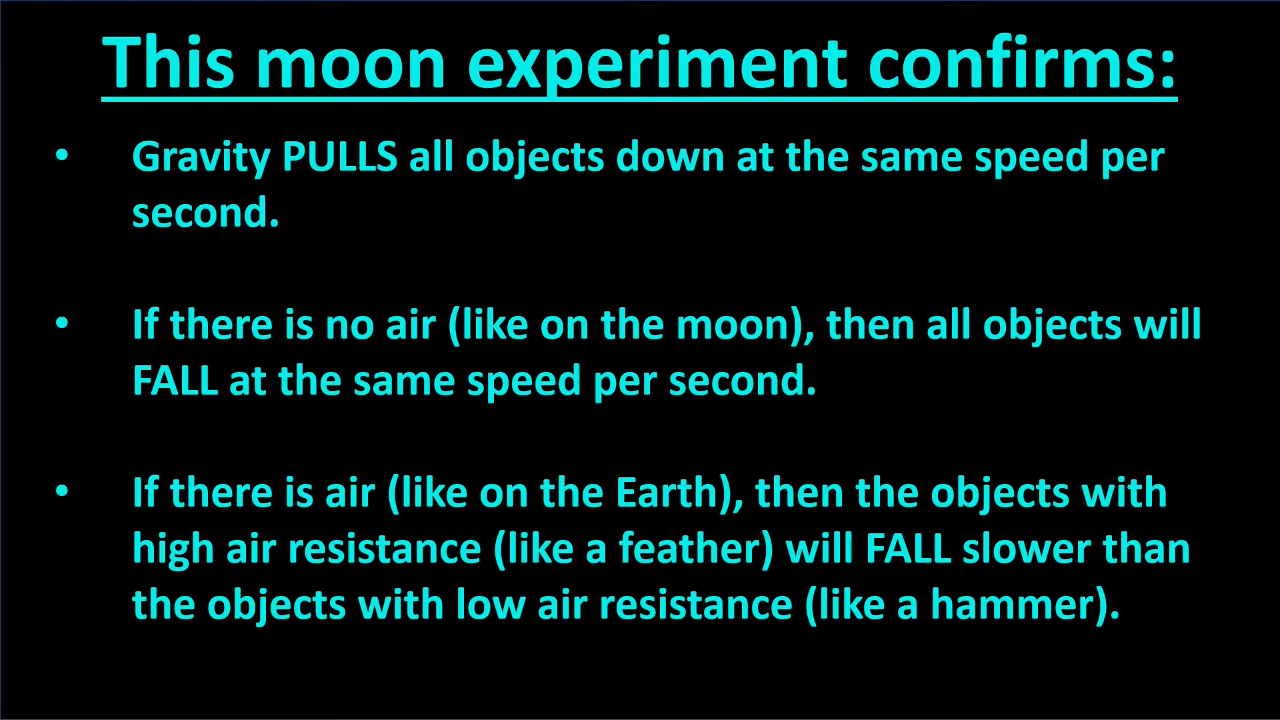 This moon experiment confirms:
• Gravity PULLS all objects down at the same speed per
second.
• If there is no air (like on the moon), then all objects will
FALL at the same speed per second.
• If there is air (like on the Earth), then the objects with
high air resistance (like a feather) will FALL slower than
the objects with low air resistance (like a hammer).